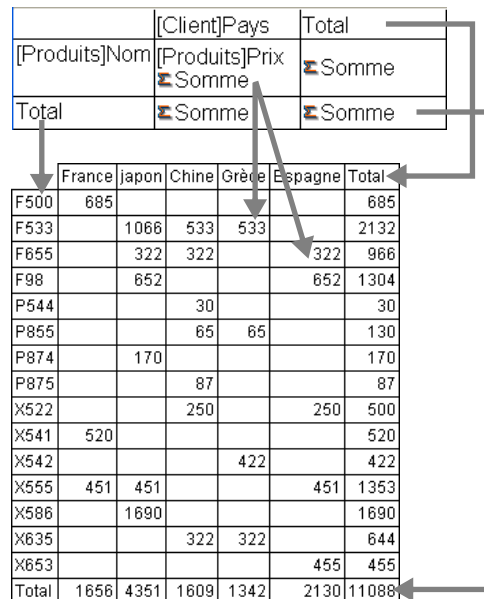 [Client]Pays Total
[Produits]Nom [Produits]Prix
Σ Somme Σ Somme
Total Σ Somme Σ Somme
France japon Chine Grèce Espagne Total
F500 685 685
F533 1066 533 533 2132
F655 322 322 322 966
F98 652 652 1304
P544 30 30
P855 65 65 130
P874 170 170
P875 87 87
X522 250 250 500
X541 520 520
X542 422 422
X555 451 451 451 1353
X586 1690 1690
X635 322 322 644
X653 455 455
Total 1656 4351 1609 1342 2130 11088